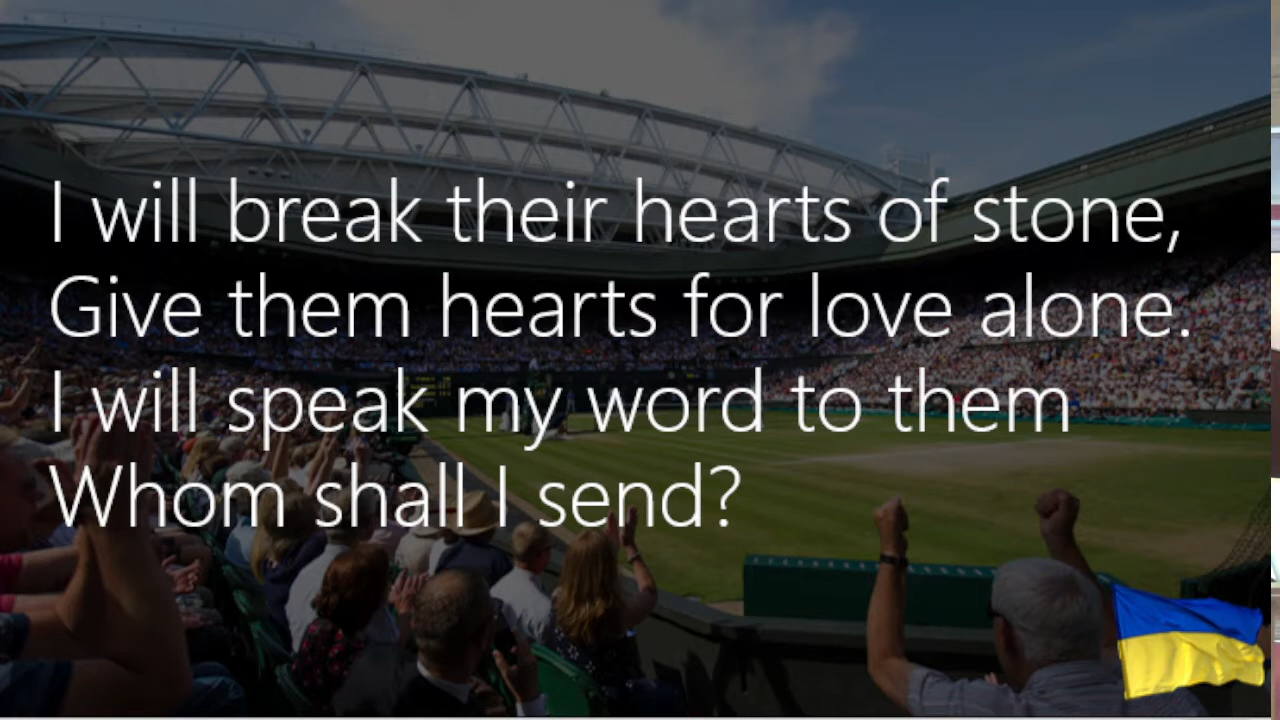 I will break their hearts of stone,
Give them hearts for love alone.
I will speak my word to them
Whom shall I send?